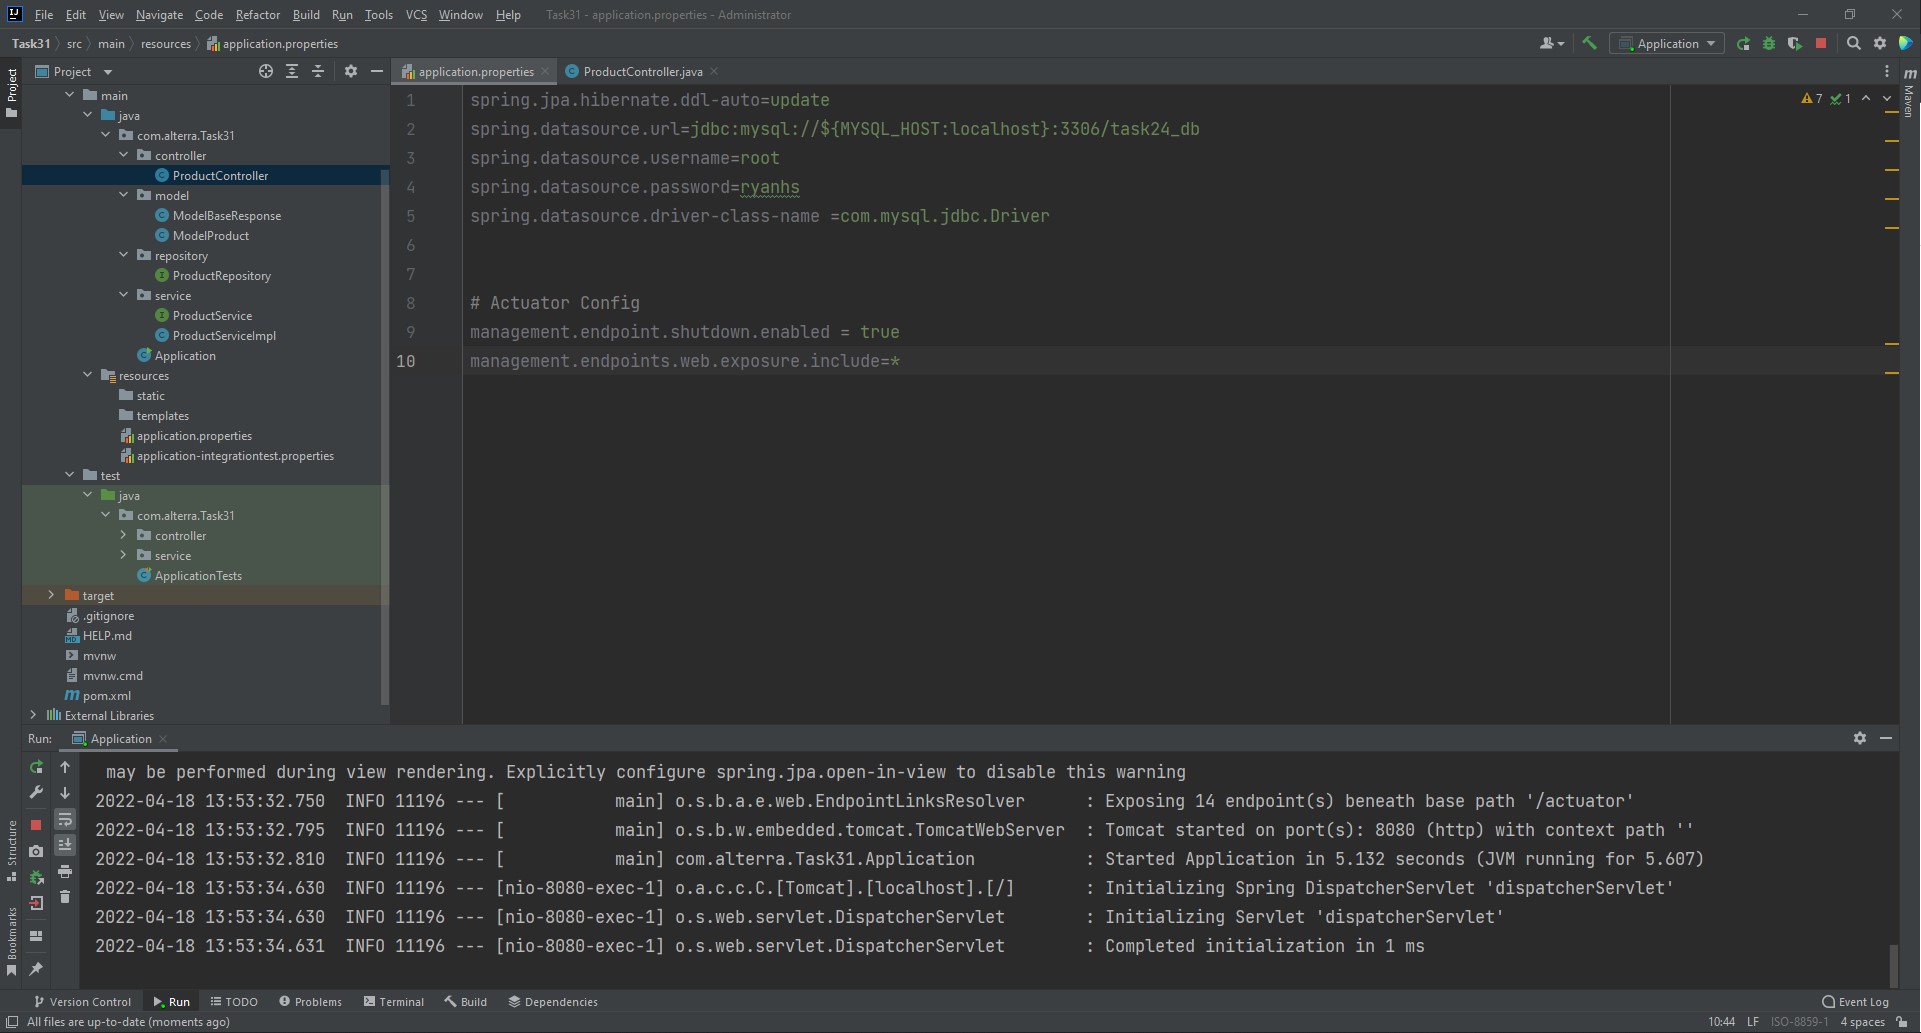 File Edit View Navigate Code Refactor Build Run Tools VCS Window Help Task31 - application.properties - Administrator
Task31 src main resources application.properties Application
Project
Project
application.properties
ProductController.java
Maven
main
java
com.alterra.Task31
controller
ProductController
model
ModelBaseResponse
ModelProduct
repository
ProductRepository
service
ProductService
ProductServiceImpl
Application
resources
static
templates
application.properties
application-integrationtest.properties
test
java
com.alterra.Task31
controller
service
ApplicationTests
target
.gitignore
HELP.md
mvnw
mvnw.cmd
pom.xml
External Libraries
7 1
1 spring.jpa.hibernate.ddl-auto=update
2 spring.datasource.url=jdbc:mysql://${MYSQL_HOST:localhost}:3306/task24_db
3 spring.datasource.username=root
4 spring.datasource.password=ryanhs
5 spring.datasource.driver-class-name =com.mysql.jdbc.Driver
6
7
8 # Actuator Config
9 management.endpoint.shutdown.enabled = true
10 management.endpoints.web.exposure.include=*
Run: Application
may be performed during view rendering. Explicitly configure spring.jpa.open-in-view to disable this warning
2022-04-18 13:53:32.750  INFO 11196 --- [           main] o.s.b.a.e.web.EndpointLinksResolver      : Exposing 14 endpoint(s) beneath base path '/actuator'
2022-04-18 13:53:32.795  INFO 11196 --- [           main] o.s.b.w.embedded.tomcat.TomcatWebServer  : Tomcat started on port(s): 8080 (http) with context path ''
2022-04-18 13:53:32.810  INFO 11196 --- [           main] com.alterra.Task31.Application           : Started Application in 5.132 seconds (JVM running for 5.607)
2022-04-18 13:53:34.630  INFO 11196 --- [nio-8080-exec-1] o.a.c.c.C.[Tomcat].[localhost].[/]       : Initializing Spring DispatcherServlet 'dispatcherServlet'
2022-04-18 13:53:34.630  INFO 11196 --- [nio-8080-exec-1] o.s.web.servlet.DispatcherServlet        : Initializing Servlet 'dispatcherServlet'
2022-04-18 13:53:34.631  INFO 11196 --- [nio-8080-exec-1] o.s.web.servlet.DispatcherServlet        : Completed initialization in 1 ms
Structure
Bookmarks
Version Control Run TODO Problems Terminal Build Dependencies Event Log
All files are up-to-date (moments ago) 10:44 LF ISO-8859-1 4 spaces